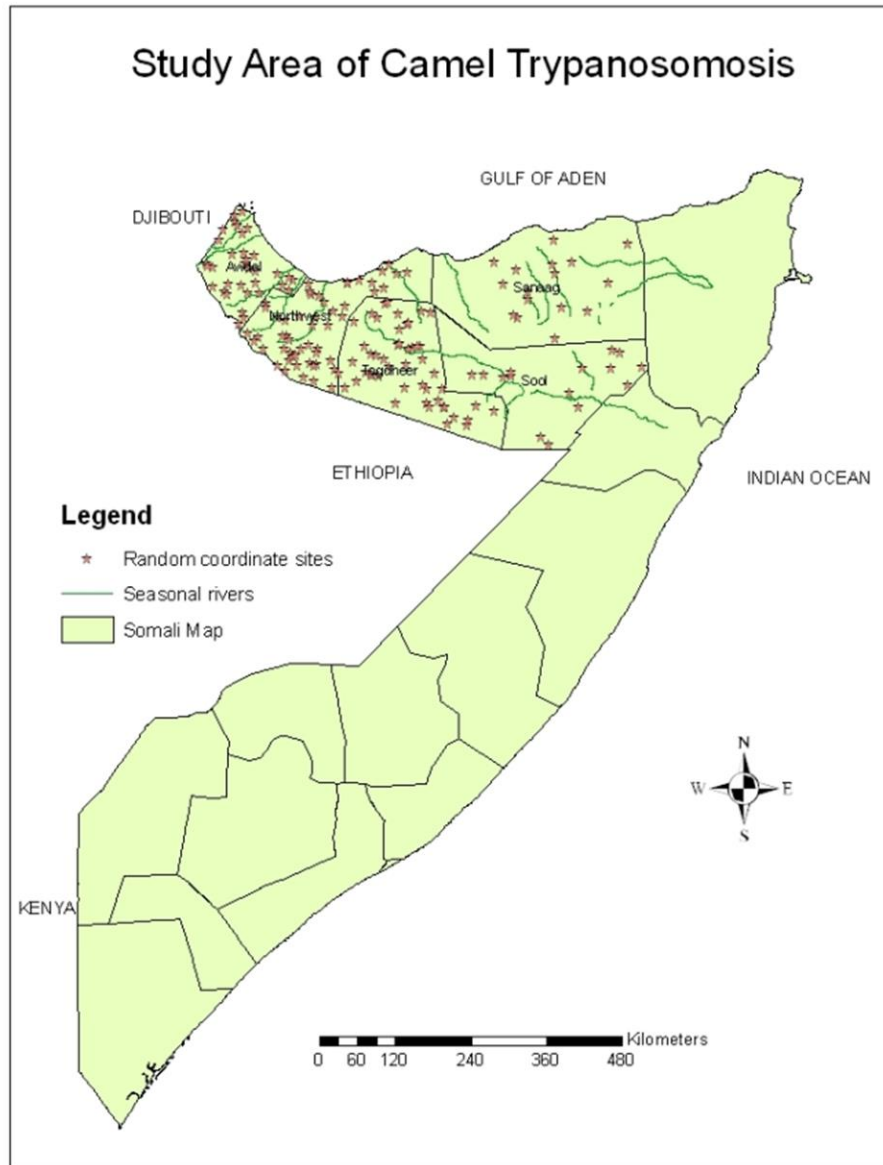 Study Area of Camel Trypanosomosis
GULF OF ADEN
DJIBOUTI
Awdal
Sanaag
Northwest
Togdheer
Sool
ETHIOPIA
INDIAN OCEAN
Legend
Random coordinate sites
Seasonal rivers
Somali Map
N
W E
S
KENYA
Kilometers
0 60 120 240 360 480